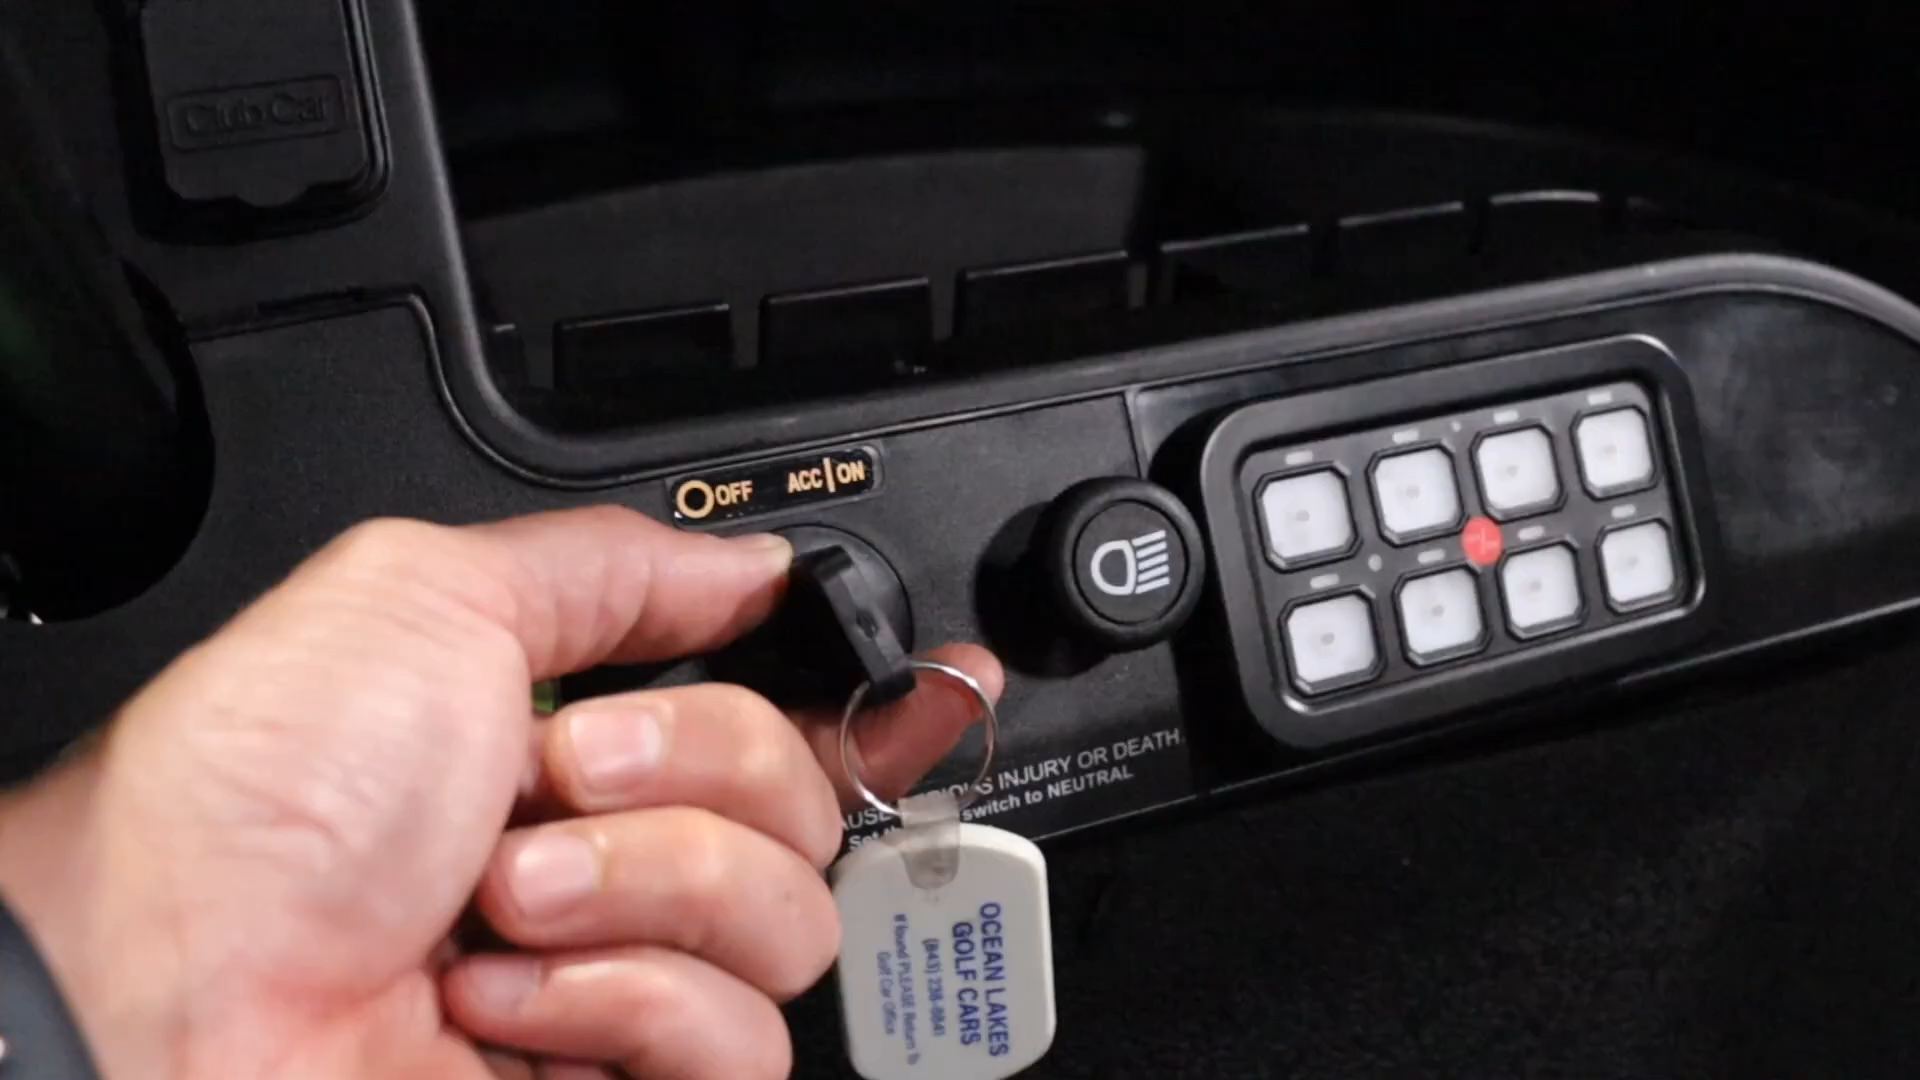 Club Car
OFF ACC|ON
INJURY OR DEATH.
switch to NEUTRAL
OCEAN LAKES
GOLF CARS
(843) 238-8841
If found PLEASE Return To
Golf Car Office